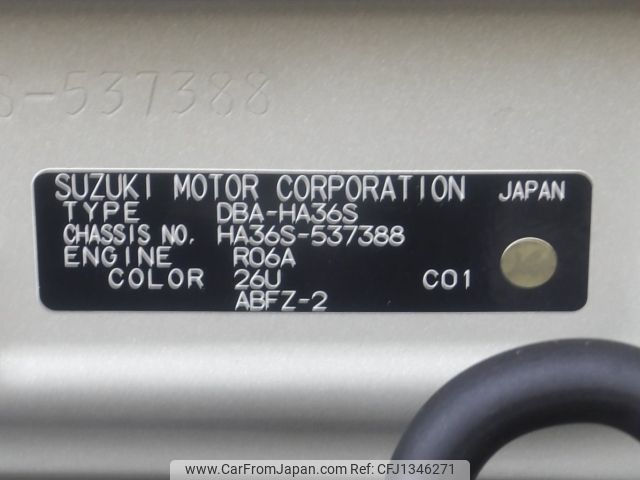 S-537388
SUZUKI MOTOR CORPORATION JAPAN
TYPE DBA-HA36S
CHASSIS NO. HA36S-537388
ENGINE R06A
COLOR 26U C01
ABFZ-2
www.CarFromJapan.com
© CarFromJapan - CFJ1346271